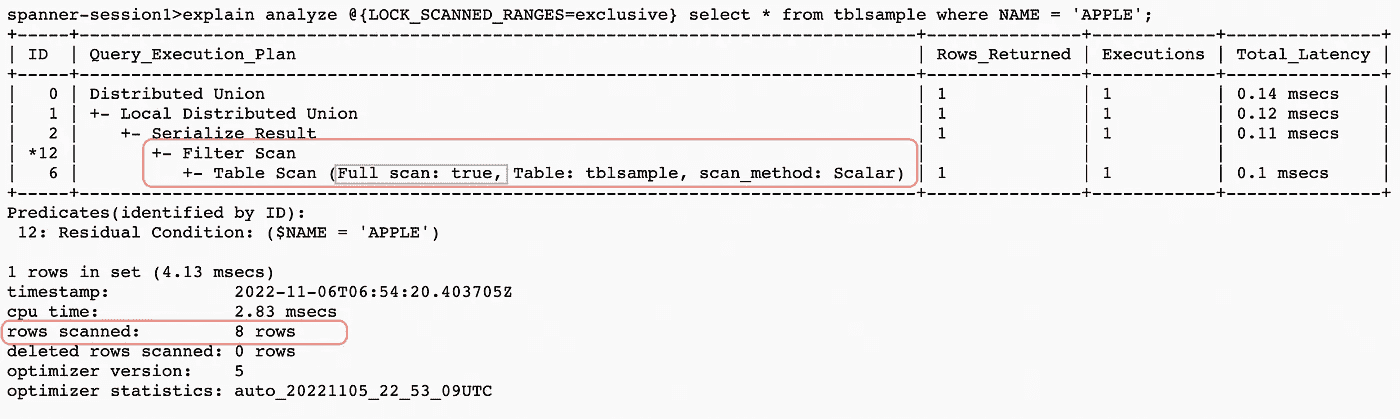 spanner-session1>explain analyze @{LOCK_SCANNED_RANGES=exclusive} select * from tblsample where NAME = 'APPLE';
+-----+---------------------------------------------------------------------------------+---------------+------------+---------------+
| ID  | Query_Execution_Plan                                                            | Rows_Returned | Executions | Total_Latency |
+-----+---------------------------------------------------------------------------------+---------------+------------+---------------+
|   0 | Distributed Union                                                               | 1             | 1          | 0.14 msecs    |
|   1 | +- Local Distributed Union                                                      | 1             | 1          | 0.12 msecs    |
|   2 |    +- Serialize Result                                                          | 1             | 1          | 0.11 msecs    |
| *12 |       +- Filter Scan                                                            |               |            |               |
|   6 |          +- Table Scan (Full scan: true, Table: tblsample, scan_method: Scalar) | 1             | 1          | 0.1 msecs     |
+-----+---------------------------------------------------------------------------------+---------------+------------+---------------+
Predicates(identified by ID):
 12: Residual Condition: ($NAME = 'APPLE')
1 rows in set (4.13 msecs)
timestamp:            2022-11-06T06:54:20.403705Z
cpu time:             2.83 msecs
rows scanned:         8 rows
deleted rows scanned: 0 rows
optimizer version:    5
optimizer statistics: auto_20221105_22_53_09UTC